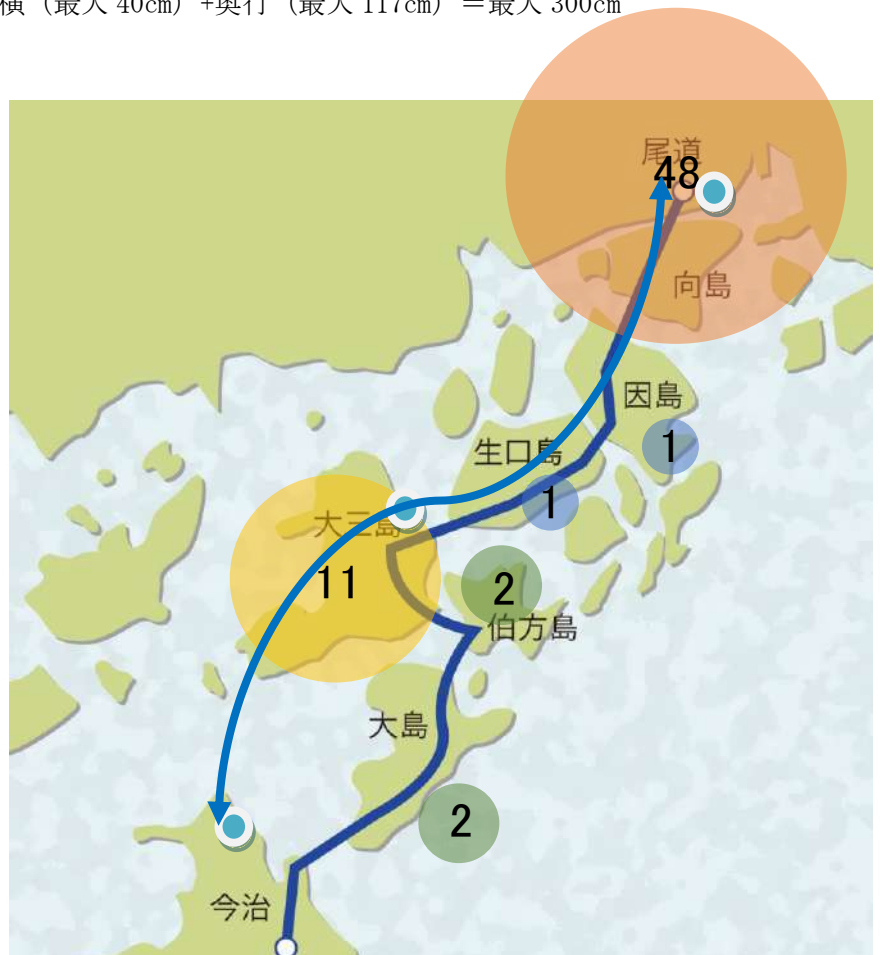 横（最大 40cm）+奥行（最大 117cm）＝最大 300cm
尾道
48
向島
因島
1
生口島
1
大三島
11
2
伯方島
大島
2
今治